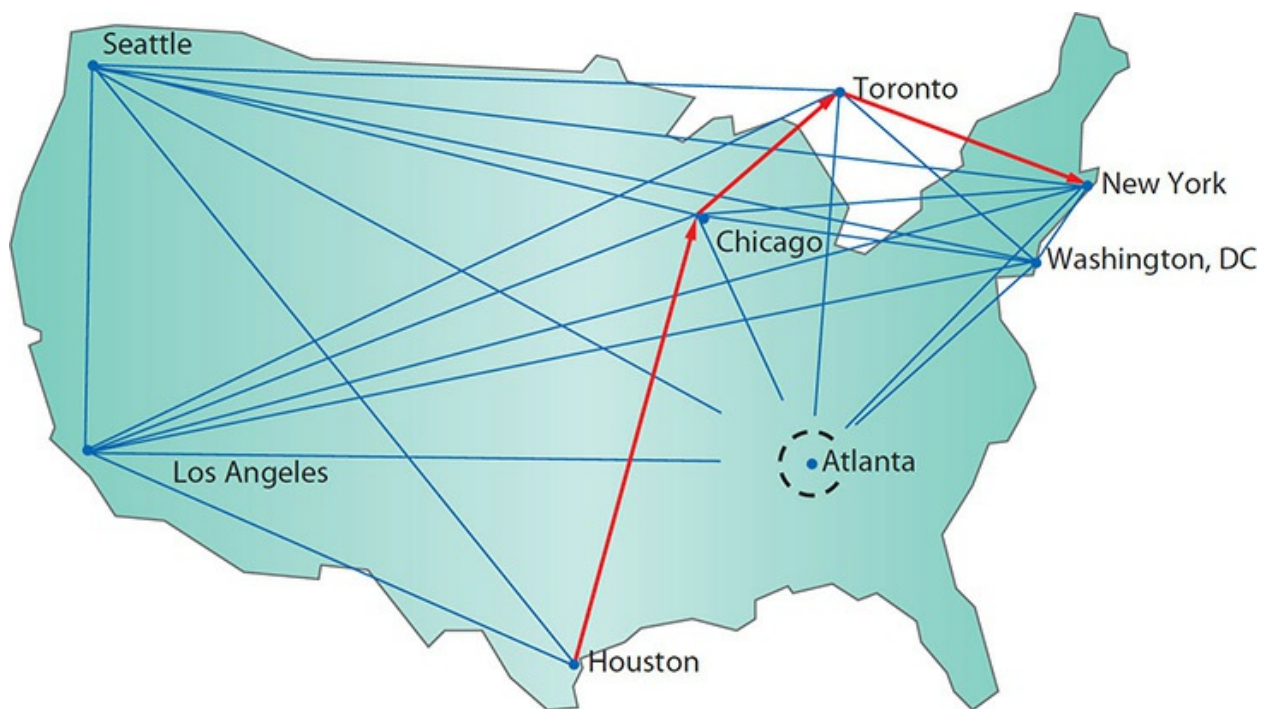 Seattle
Toronto
New York
Chicago
Washington, DC
Los Angeles
Atlanta
Houston